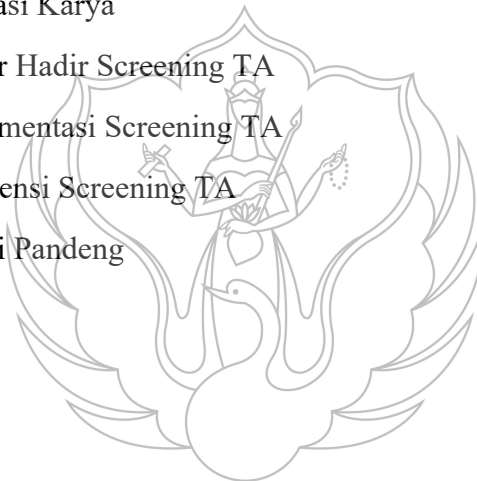 asi Karya
r Hadir Screening TA
mentasi Screening TA
ensi Screening TA
i Pandeng